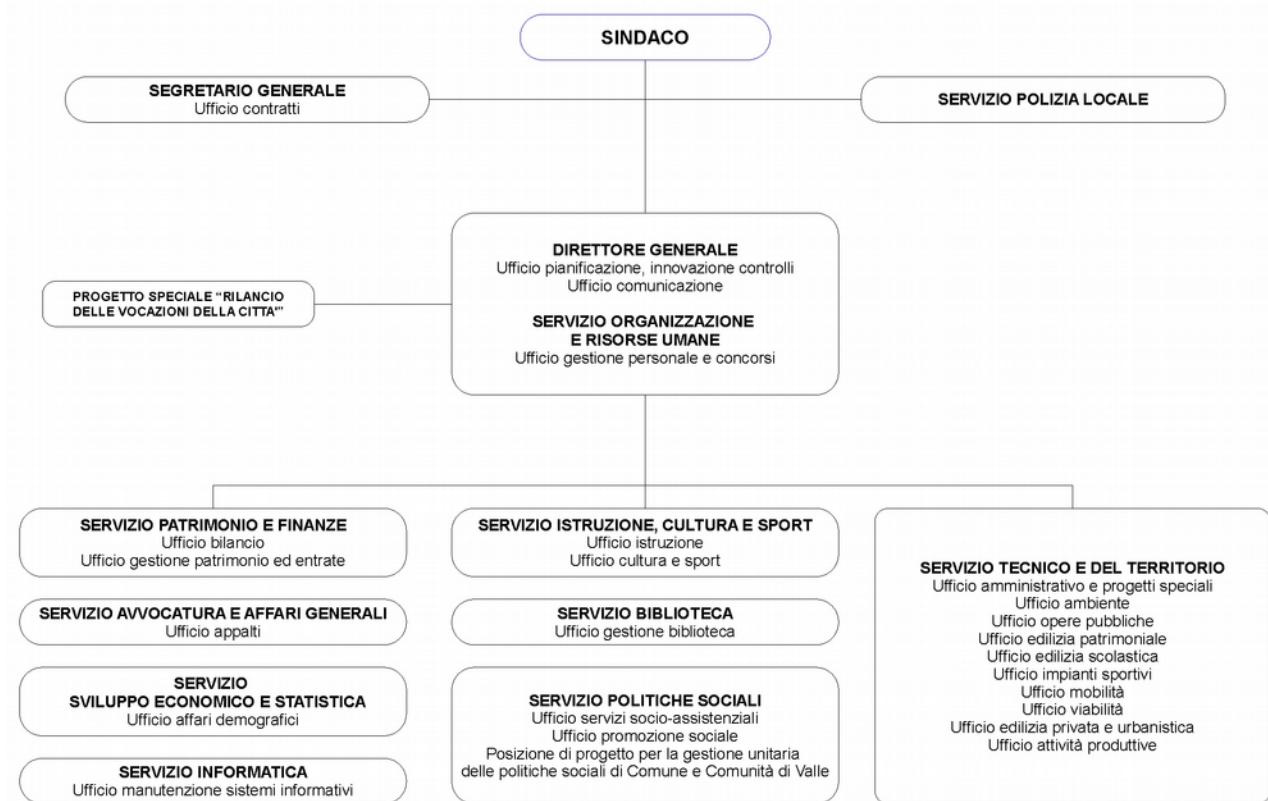 SINDACO
SEGRETARIO GENERALE
Ufficio contratti
SERVIZIO POLIZIA LOCALE
DIRETTORE GENERALE
Ufficio pianificazione, innovazione controlli
Ufficio comunicazione
SERVIZIO ORGANIZZAZIONE
E RISORSE UMANE
Ufficio gestione personale e concorsi
PROGETTO SPECIALE “RILANCIO
DELLE VOCAZIONI DELLA CITTA'”
SERVIZIO PATRIMONIO E FINANZE
Ufficio bilancio
Ufficio gestione patrimonio ed entrate
SERVIZIO AVVOCATURA E AFFARI GENERALI
Ufficio appalti
SERVIZIO
SVILUPPO ECONOMICO E STATISTICA
Ufficio affari demografici
SERVIZIO INFORMATICA
Ufficio manutenzione sistemi informativi
SERVIZIO ISTRUZIONE, CULTURA E SPORT
Ufficio istruzione
Ufficio cultura e sport
SERVIZIO BIBLIOTECA
Ufficio gestione biblioteca
SERVIZIO POLITICHE SOCIALI
Ufficio servizi socio-assistenziali
Ufficio promozione sociale
Posizione di progetto per la gestione unitaria
delle politiche sociali di Comune e Comunità di Valle
SERVIZIO TECNICO E DEL TERRITORIO
Ufficio amministrativo e progetti speciali
Ufficio ambiente
Ufficio opere pubbliche
Ufficio edilizia patrimoniale
Ufficio edilizia scolastica
Ufficio impianti sportivi
Ufficio mobilità
Ufficio viabilità
Ufficio edilizia privata e urbanistica
Ufficio attività produttive